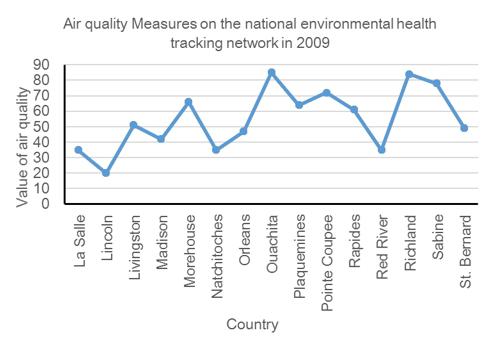 Air quality Measures on the national environmental health
tracking network in 2009
Value of air quality
90
80
70
60
50
40
30
20
10
0
La Salle
Lincoln
Livingston
Madison
Morehouse
Natchitoches
Orleans
Ouachita
Plaquemines
Pointe Coupee
Rapides
Red River
Richland
Sabine
St. Bernard
Country